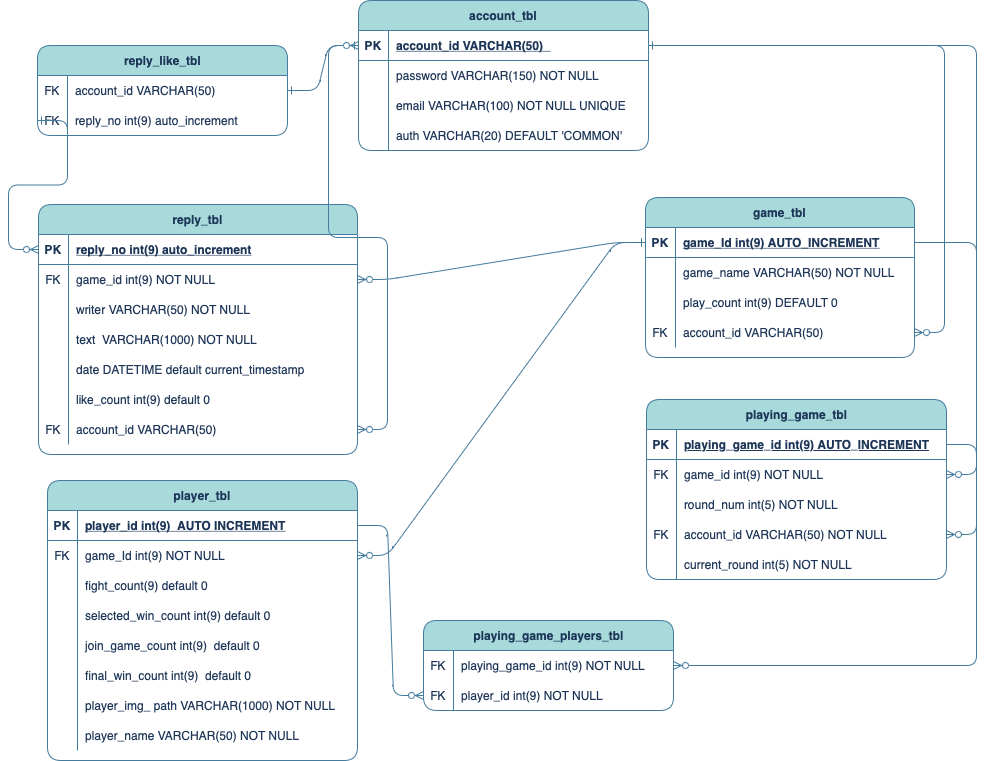 account_tbl
PK account_id VARCHAR(50)
password VARCHAR(150) NOT NULL
email VARCHAR(100) NOT NULL UNIQUE
auth VARCHAR(20) DEFAULT 'COMMON'
reply_like_tbl
FK account_id VARCHAR(50)
FK reply_no int(9) auto_increment
reply_tbl
PK reply_no int(9) auto_increment
FK game_id int(9) NOT NULL
writer VARCHAR(50) NOT NULL
text VARCHAR(1000) NOT NULL
date DATETIME default current_timestamp
like_count int(9) default 0
FK account_id VARCHAR(50)
game_tbl
PK game_Id int(9) AUTO_INCREMENT
game_name VARCHAR(50) NOT NULL
play_count int(9) DEFAULT 0
FK account_id VARCHAR(50)
playing_game_tbl
PK playing_game_id int(9) AUTO_INCREMENT
FK game_id int(9) NOT NULL
round_num int(5) NOT NULL
FK account_id VARCHAR(50) NOT NULL
current_round int(5) NOT NULL
player_tbl
PK player_id int(9) AUTO INCREMENT
FK game_Id int(9) NOT NULL
fight_count(9) default 0
selected_win_count int(9) default 0
join_game_count int(9) default 0
final_win_count int(9) default 0
player_img_ path VARCHAR(1000) NOT NULL
player_name VARCHAR(50) NOT NULL
playing_game_players_tbl
FK playing_game_id int(9) NOT NULL
FK player_id int(9) NOT NULL